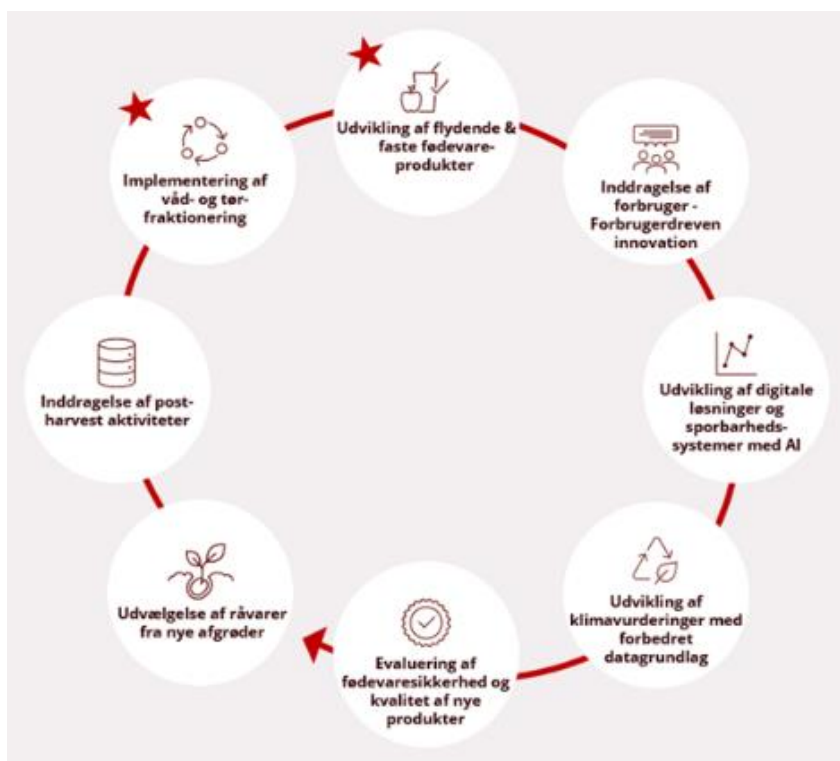 Udvikling af flydende &
faste fødevare-
produkter
Inddragelse af
forbruger -
Forbrugerdreven
innovation
Udvikling af digitale
løsninger og
sporbarheds-
systemer med AI
Udvikling af
klimavurderinger med
forbedret
datagrundlag
Evaluering af
fødevaresikkerhed og
kvalitet af nye
produkter
Udvælgelse af råvarer
fra nye afgrøder
Inddragelse af post-
harvest aktiviteter
Implementering af
våd- og tør-
fraktionering